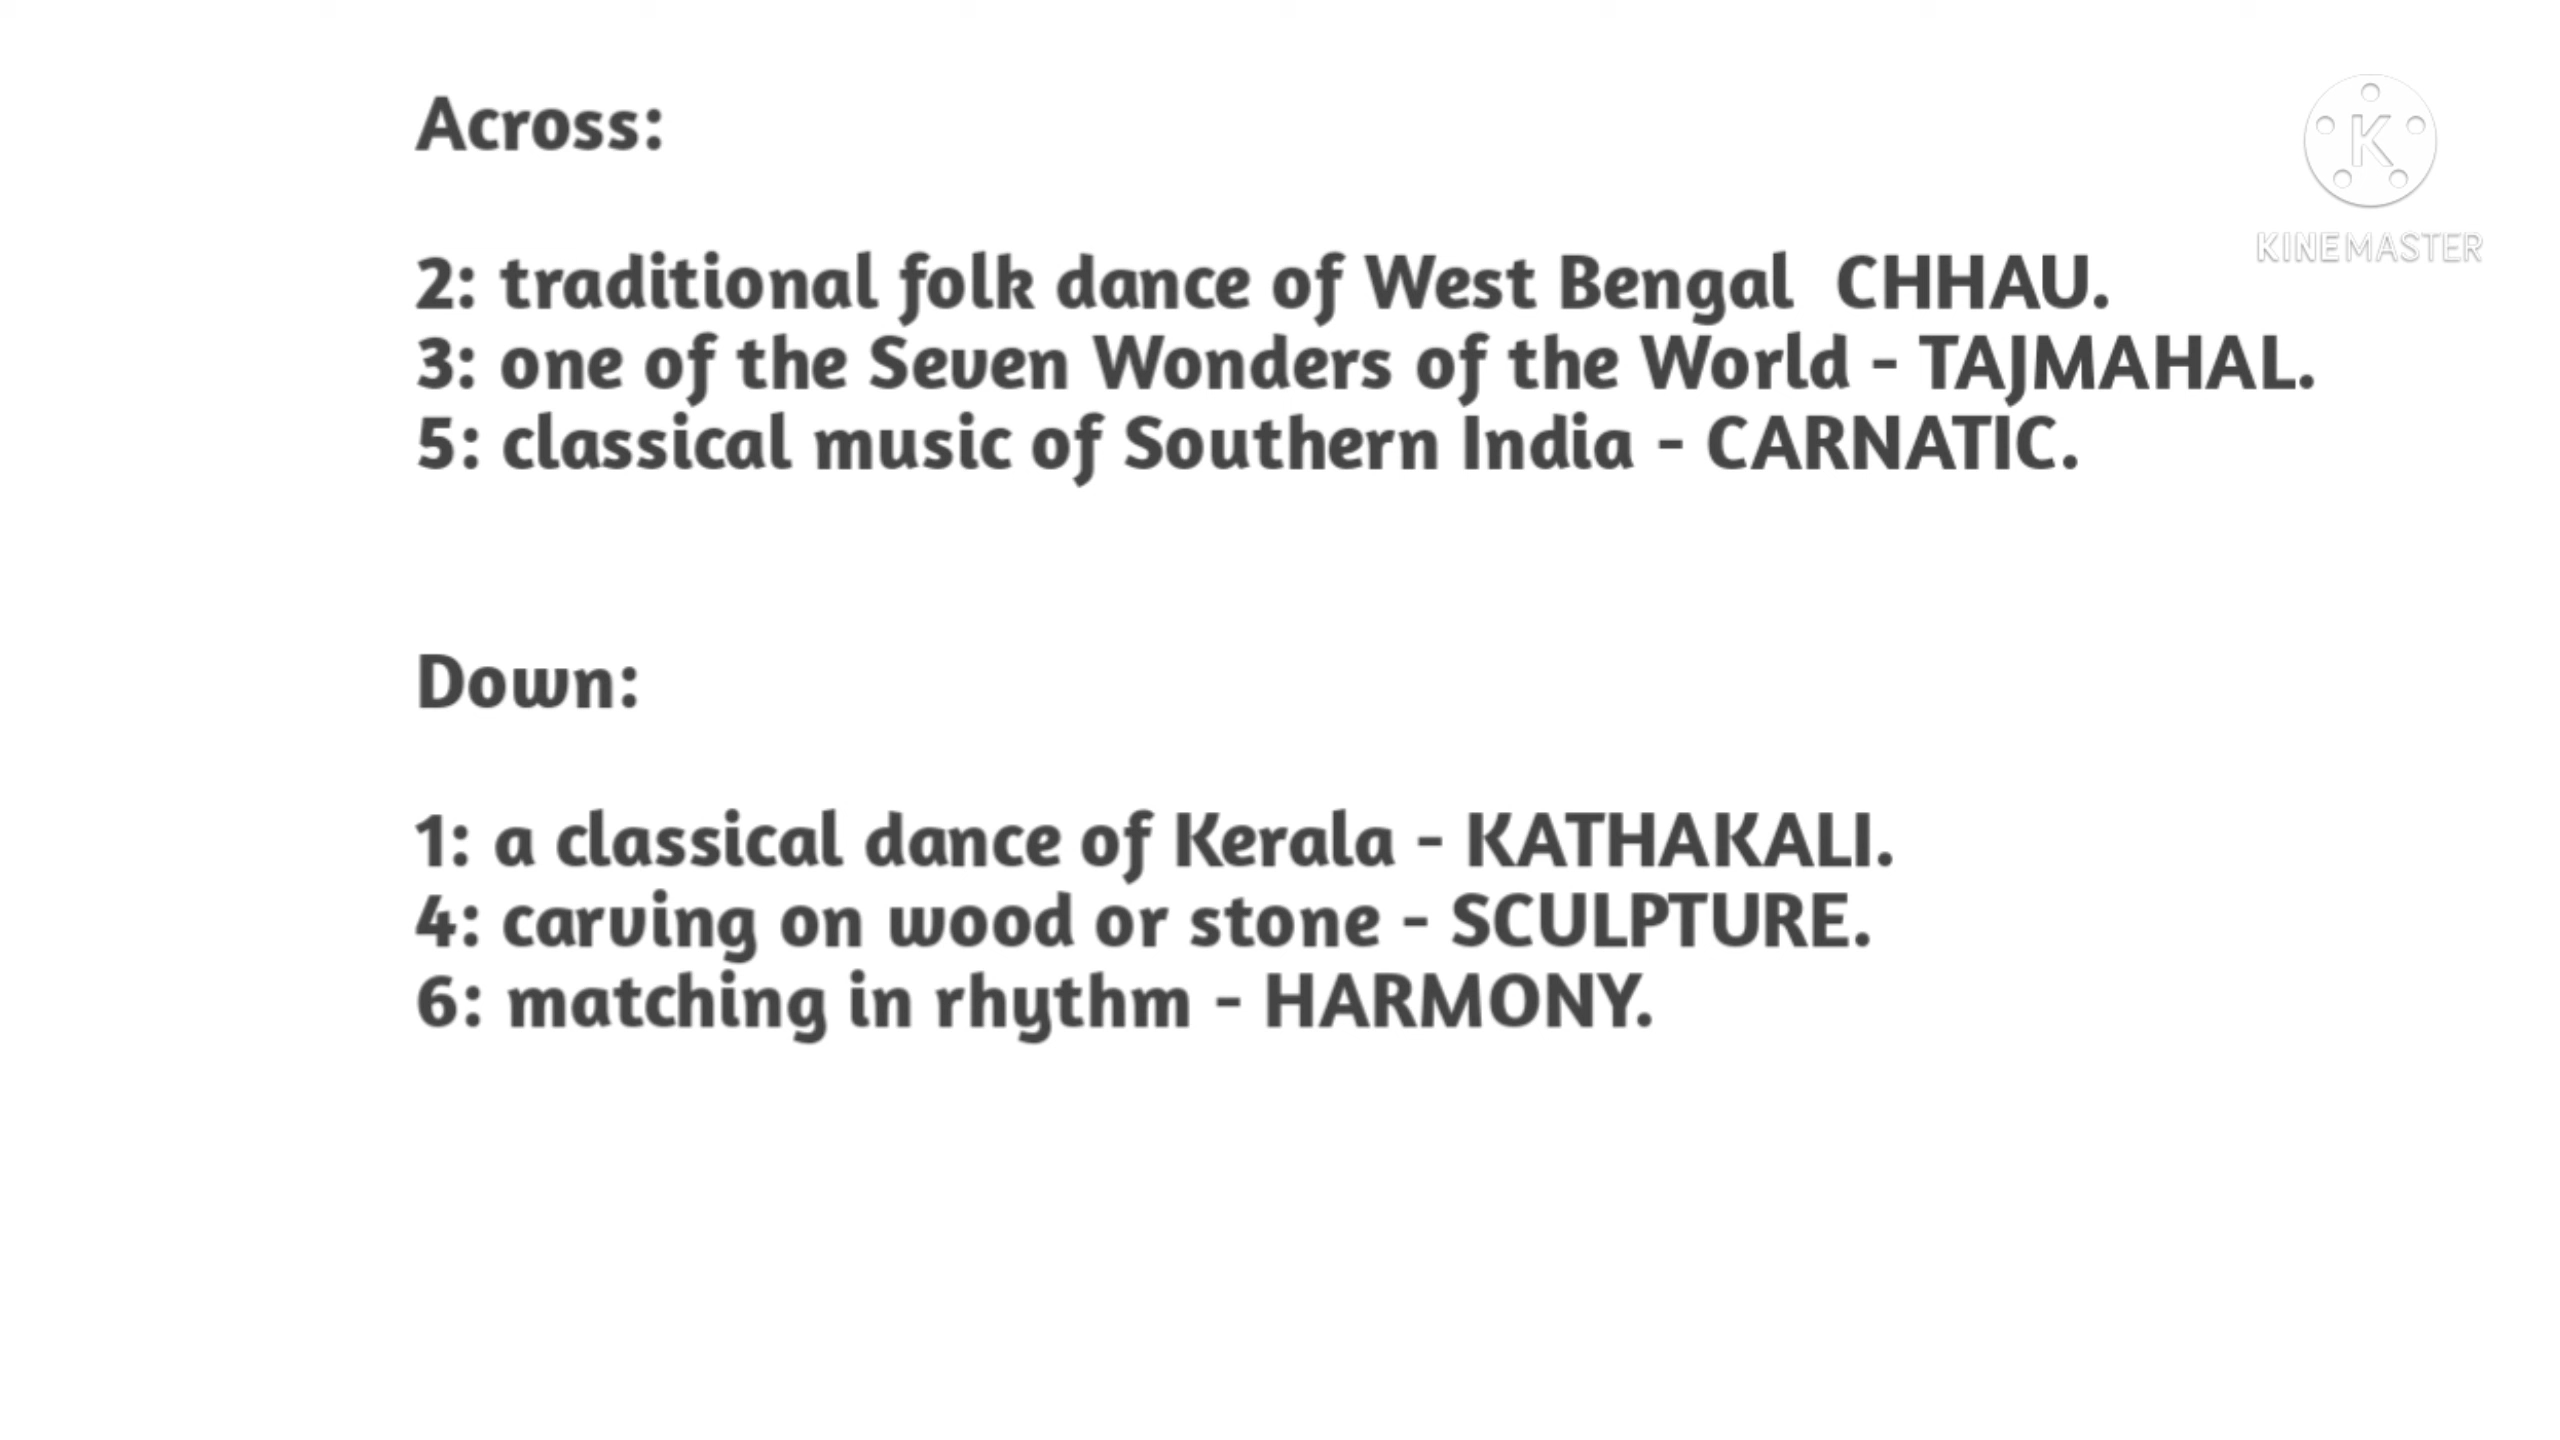 Across:
KINEMASTER
2: traditional folk dance of West Bengal  CHHAU.
3: one of the Seven Wonders of the World - TAJMAHAL.
5: classical music of Southern India - CARNATIC.
Down:
1: a classical dance of Kerala - KATHAKALI.
4: carving on wood or stone - SCULPTURE.
6: matching in rhythm - HARMONY.